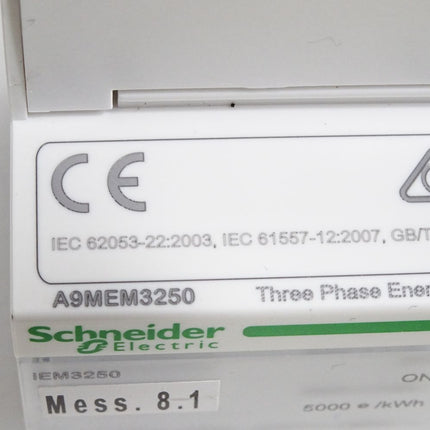 CE
IEC 62053-22:2003, IEC 61557-12:2007, GB/T
A9MEM3250 Three Phase Ener
Schneider
Electric
IEM3250 ON
Mess. 8.1 5000 e /kWh